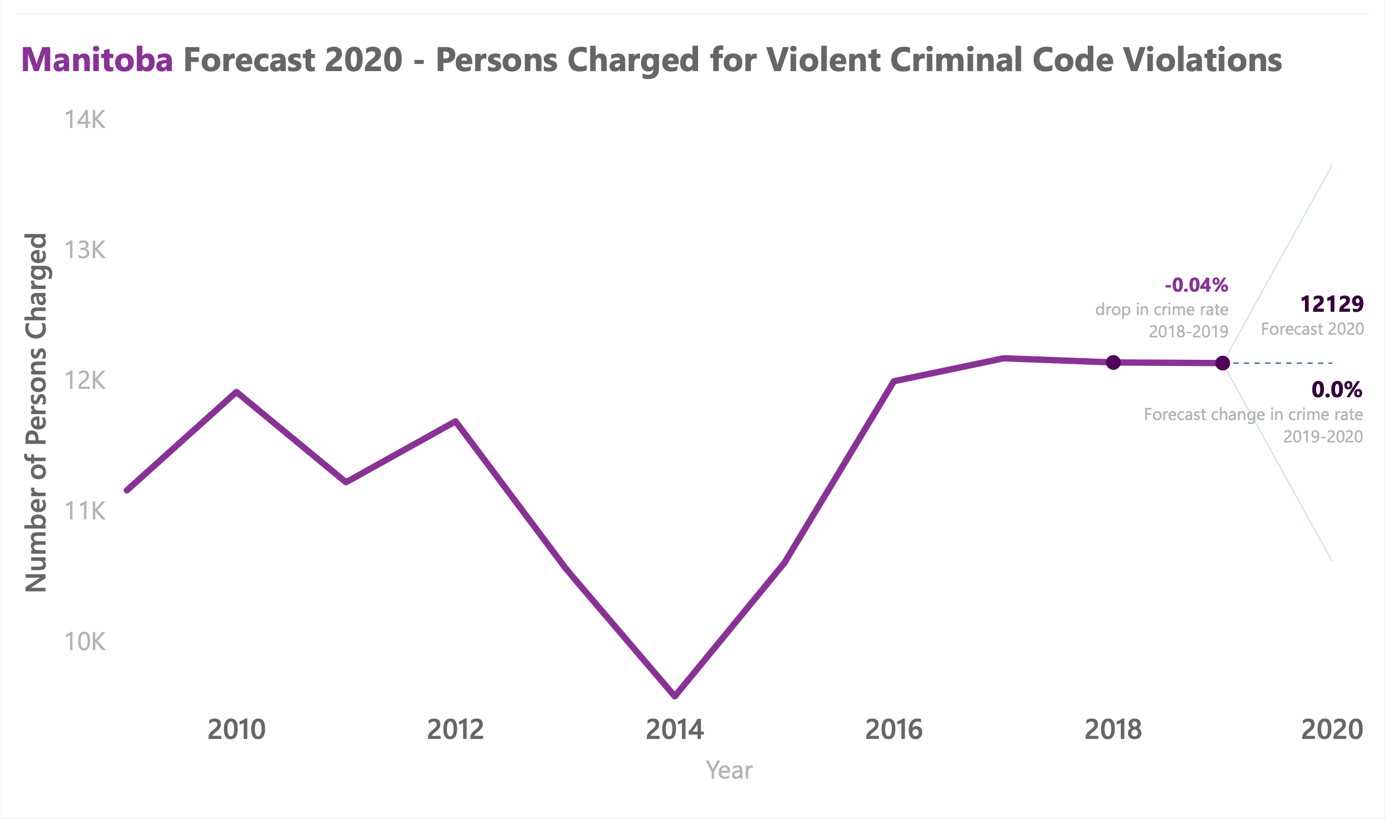 Manitoba Forecast 2020 - Persons Charged for Violent Criminal Code Violations
14K
13K
12K
11K
10K
Number of Persons Charged
-0.04%
drop in crime rate
2018-2019
12129
Forecast 2020
0.0%
Forecast change in crime rate
2019-2020
2010 2012 2014 2016 2018 2020
Year